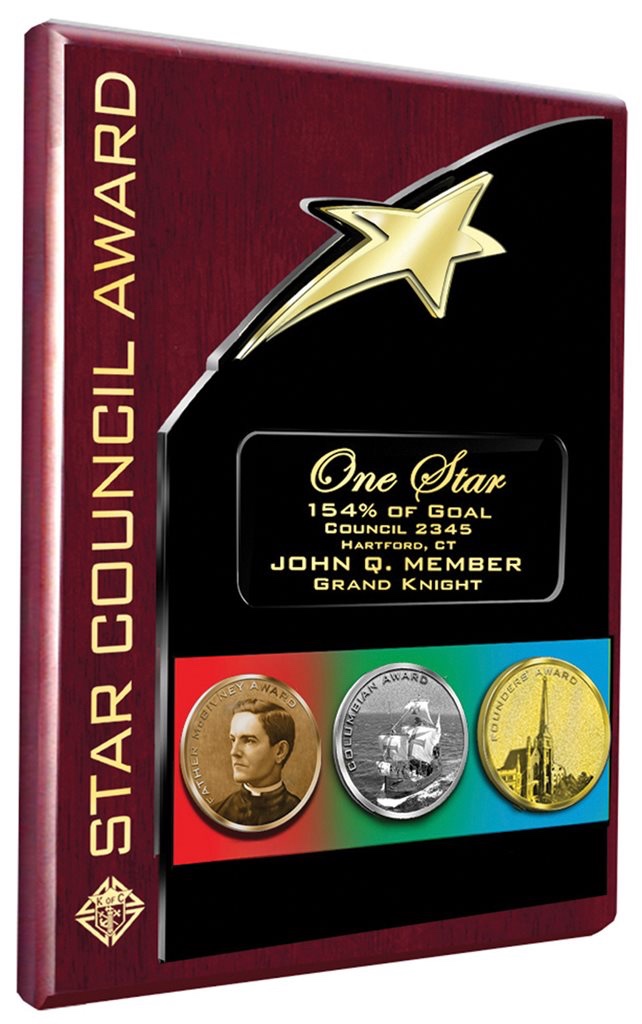 STAR COUNCIL AWARD
One Star
154% OF GOAL
COUNCIL 2345
HARTFORD, CT
JOHN Q. MEMBER
GRAND KNIGHT
FATHER McGIVNEY AWARD
COLUMBIAN AWARD
FOUNDERS' AWARD
K OF C